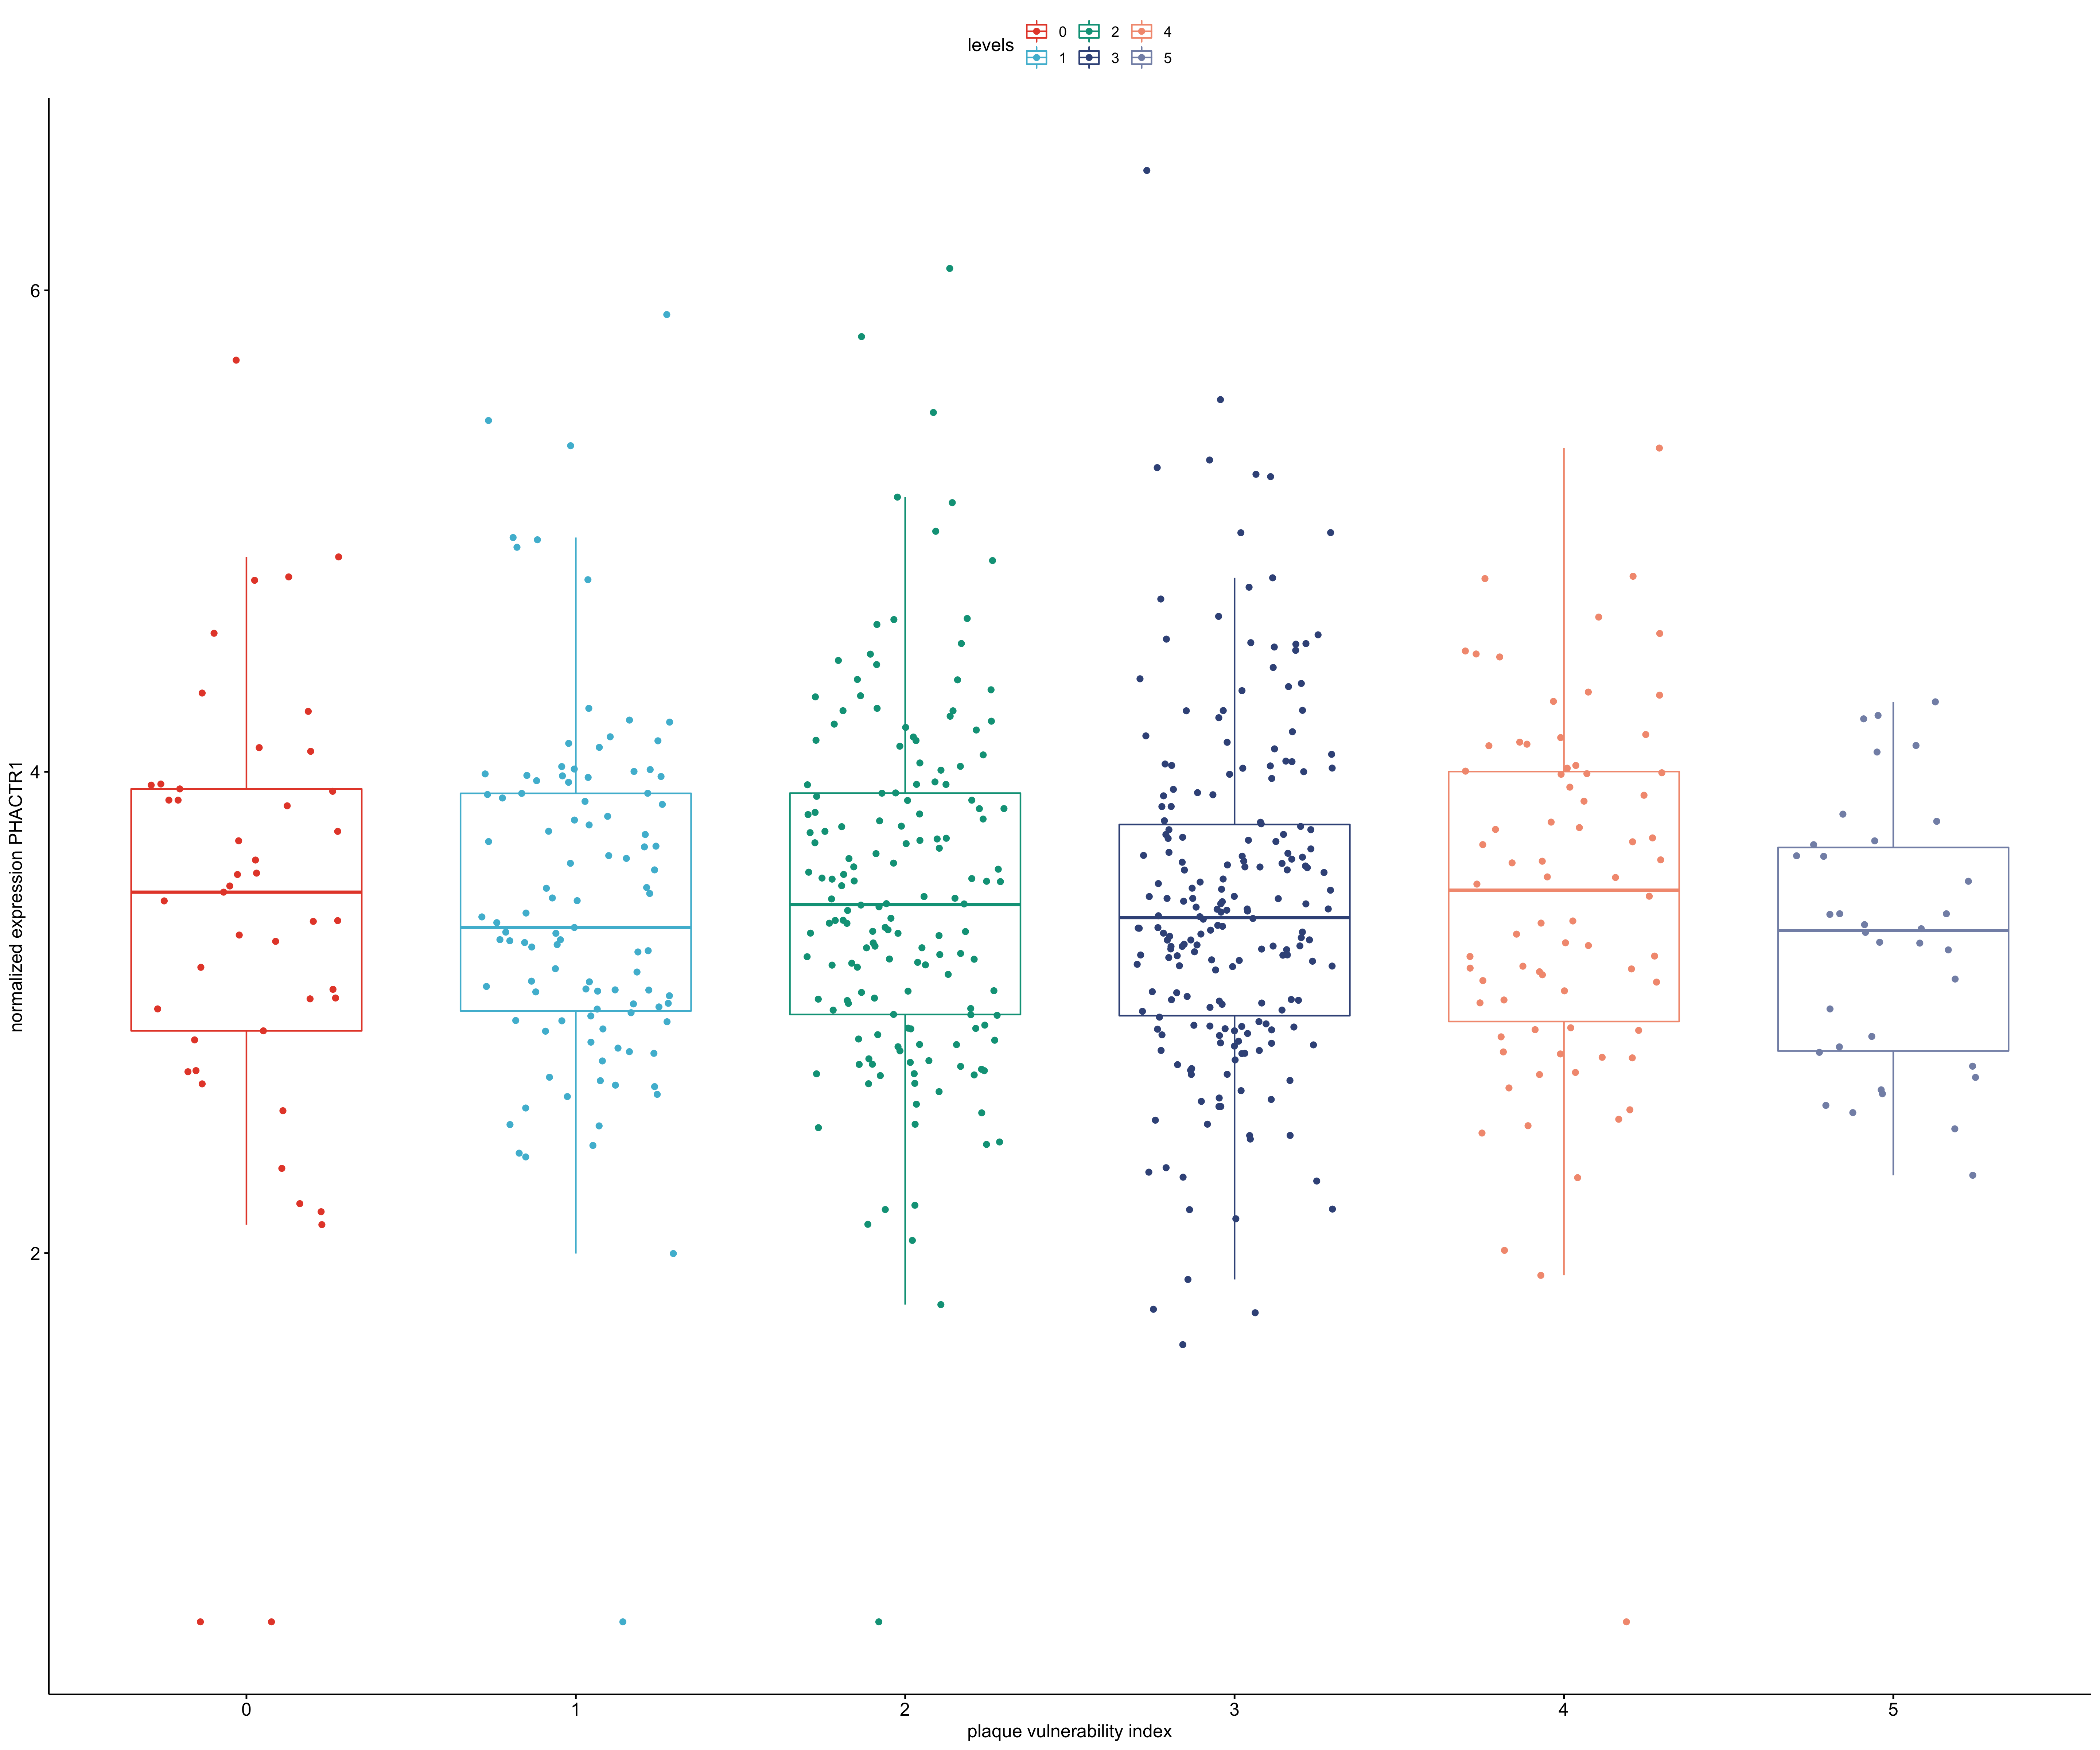 levels
0 2 4
1 3 5
normalized expression PHACTR1
6
4
2
0 1 2 3 4 5
plaque vulnerability index